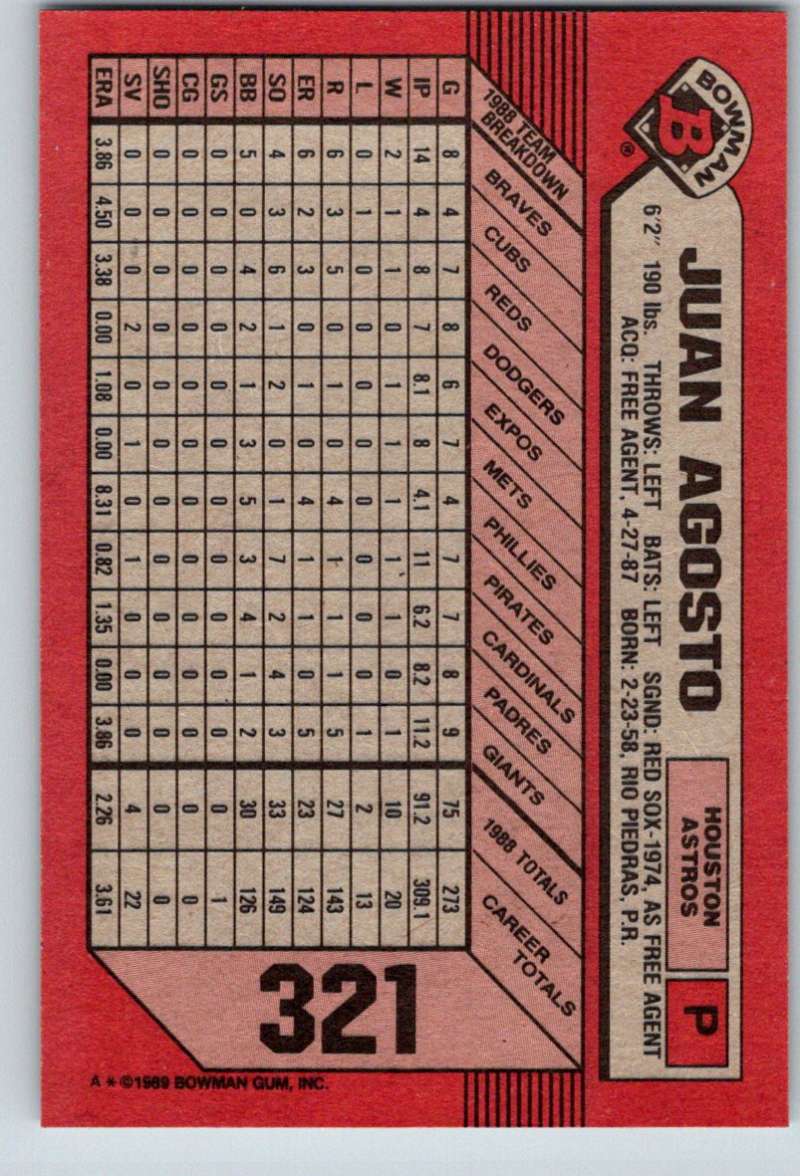 BOWMAN
B
®
JUAN AGOSTO
HOUSTON
ASTROS
P
6'2" 190 lbs. THROWS: LEFT BATS: LEFT SGND: RED SOX-1974, AS FREE AGENT
ACQ: FREE AGENT, 4-27-87 BORN: 2-23-58, RIO PIEDRAS, P.R.
1988 TEAM
BREAKDOWN
BRAVES
CUBS
REDS
DODGERS
EXPOS
METS
PHILLIES
PIRATES
CARDINALS
PADRES
GIANTS
1988 TOTALS
CAREER
TOTALS
G 8 4 7 8 6 7 4 7 7 8 9 75 273
IP 14 4 8 7 8.1 8 4.1 11 6.2 8.2 11.2 91.2 309.1
W 2 1 1 0 1 1 1 1 1 0 1 10 20
L 0 1 0 0 0 0 0 0 0 0 1 2 13
R 6 3 5 0 1 0 4 1 1 1 5 27 143
ER 6 2 3 0 1 0 4 1 1 0 5 23 124
SO 4 3 6 1 2 0 1 7 2 4 3 33 149
BB 5 0 4 2 1 3 5 3 4 1 2 30 126
GS 0 0 0 0 0 0 0 0 0 0 0 0 1
CG 0 0 0 0 0 0 0 0 0 0 0 0 0
SHO 0 0 0 0 0 0 0 0 0 0 0 0 0
SV 0 0 0 2 0 1 0 1 0 0 0 4 22
ERA 3.86 4.50 3.38 0.00 1.08 0.00 8.31 0.82 1.35 0.00 3.86 2.26 3.61
321
A * ©1989 BOWMAN GUM, INC.